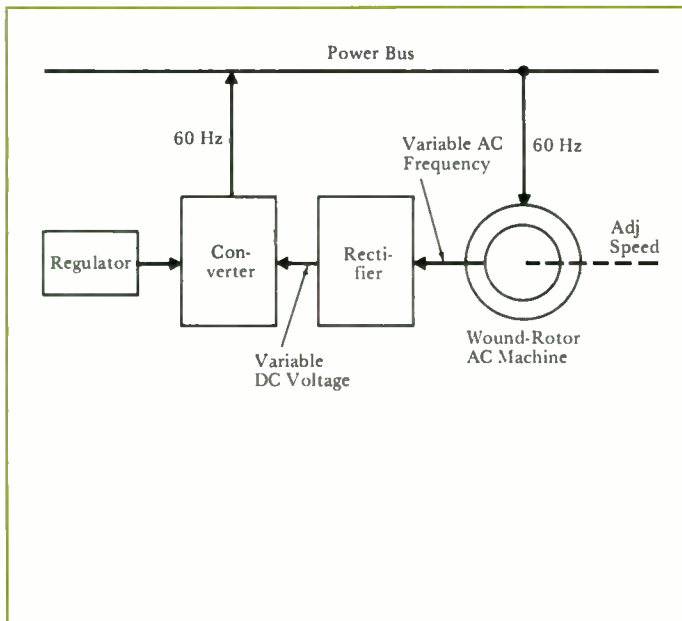 Power Bus
60 Hz
Variable AC
Frequency
60 Hz
Adj
Speed
Regulator
Con-
verter
Recti-
fier
Wound-Rotor
AC Machine
Variable
DC Voltage